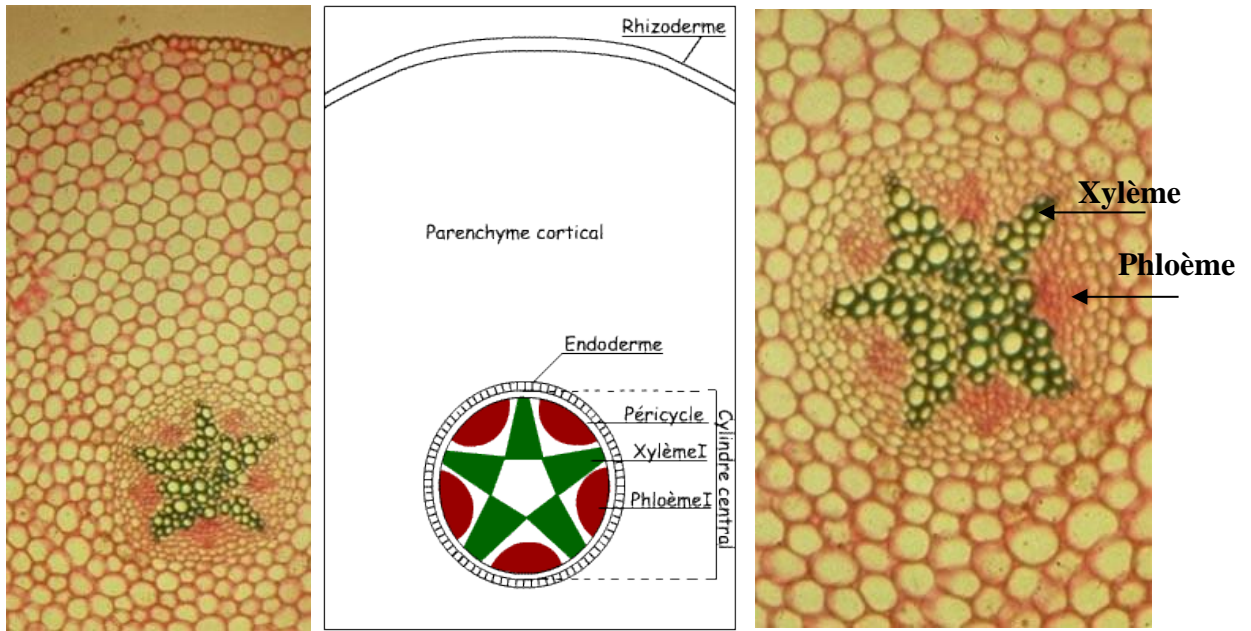 Rhizoderme
Parenchyme cortical
Endoderme
Péricycle
XylèmeI
PhloèmeI
Cylindre central
Xylème
Phloème